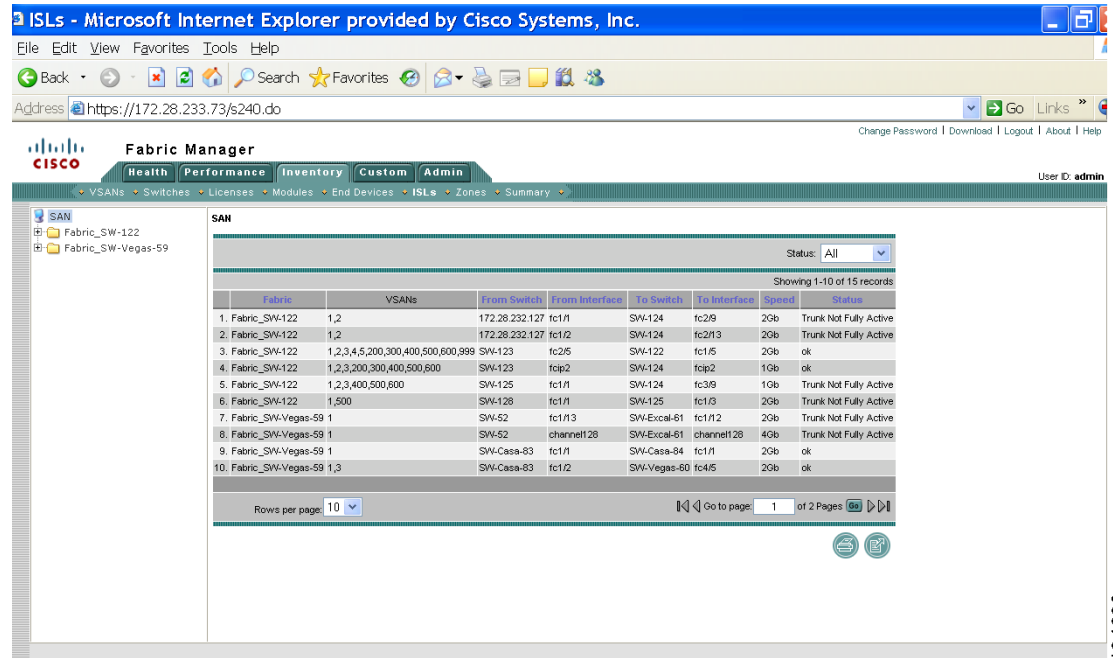 ISLs - Microsoft Internet Explorer provided by Cisco Systems, Inc.
File Edit View Favorites Tools Help
Back Search Favorites
Address https://172.28.233.73/s240.do Go Links »
Change Password | Download | Logout | About | Help
CISCO Fabric Manager
Health Performance Inventory Custom Admin
User ID: admin
VSANs Switches Licenses Modules End Devices ISLs Zones Summary
SAN
Fabric_SW-122
Fabric_SW-Vegas-59
SAN
Status: All
Showing 1-10 of 15 records
Fabric VSANs From Switch From Interface To Switch To Interface Speed Status
1. Fabric_SW-122 1,2 172.28.232.127 fc1/1 SW-124 fc2/9 2Gb Trunk Not Fully Active
2. Fabric_SW-122 1,2 172.28.232.127 fc1/2 SW-124 fc2/13 2Gb Trunk Not Fully Active
3. Fabric_SW-122 1,2,3,4,5,200,300,400,500,600,999 SW-123 fc2/5 SW-122 fc1/5 2Gb ok
4. Fabric_SW-122 1,2,3,200,300,400,500,600 SW-123 fcip2 SW-124 fcip2 1Gb ok
5. Fabric_SW-122 1,2,3,400,500,600 SW-125 fc1/1 SW-124 fc3/9 1Gb Trunk Not Fully Active
6. Fabric_SW-122 1,500 SW-128 fc1/1 SW-125 fc1/3 2Gb Trunk Not Fully Active
7. Fabric_SW-Vegas-59 1 SW-52 fc1/13 SW-Excal-61 fc1/12 2Gb Trunk Not Fully Active
8. Fabric_SW-Vegas-59 1 SW-52 channel128 SW-Excal-61 channel128 4Gb Trunk Not Fully Active
9. Fabric_SW-Vegas-59 1 SW-Casa-83 fc1/1 SW-Casa-84 fc1/1 2Gb ok
10. Fabric_SW-Vegas-59 1,3 SW-Casa-83 fc1/2 SW-Vegas-60 fc4/5 2Gb ok
Rows per page: 10 Go to page: 1 of 2 Pages Go